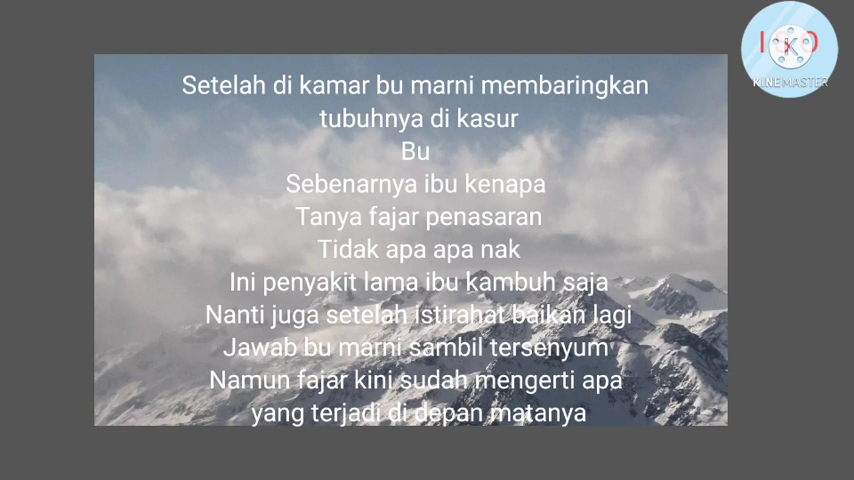 Setelah di kamar bu marni membaringkan
tubuhnya di kasur
Bu
Sebenarnya ibu kenapa
Tanya fajar penasaran
Tidak apa apa nak
Ini penyakit lama ibu kambuh saja
Nanti juga setelah istirahat baikan lagi
Jawab bu marni sambil tersenyum
Namun fajar kini sudah mengerti apa
yang terjadi di depan matanya
KINEMASTER